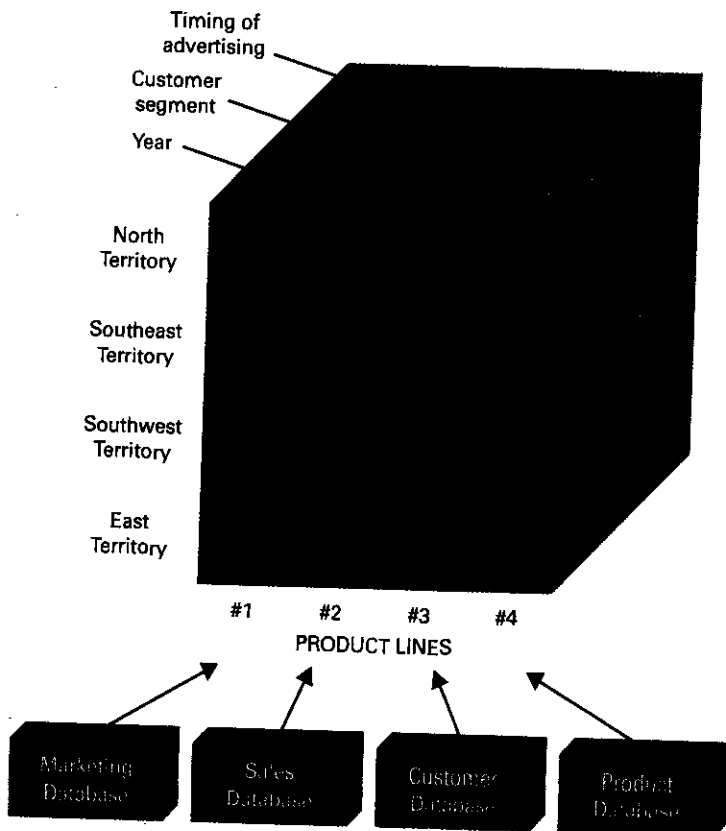 Timing of
advertising
Customer
segment
Year
North
Territory
Southeast
Territory
Southwest
Territory
East
Territory
#1 #2 #3 #4
PRODUCT LINES
Marketing
Database
Sales
Database
Customer
Database
Product
Database